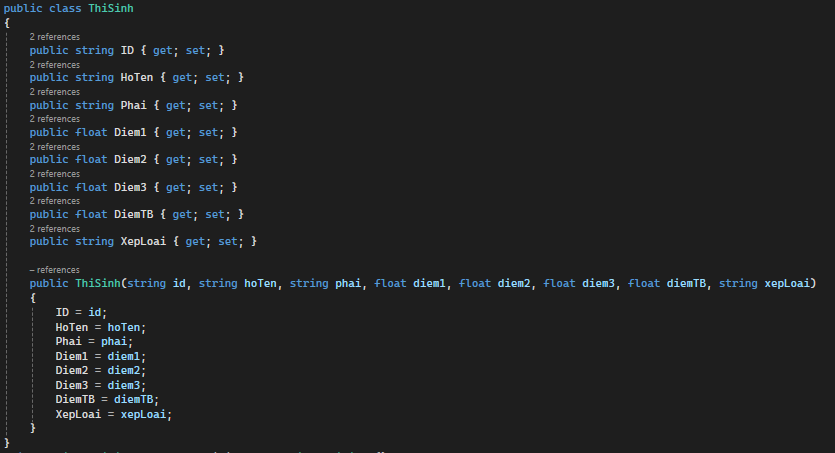 public class ThiSinh
{
2 references
public string ID { get; set; }
2 references
public string HoTen { get; set; }
2 references
public string Phai { get; set; }
2 references
public float Diem1 { get; set; }
2 references
public float Diem2 { get; set; }
2 references
public float Diem3 { get; set; }
2 references
public float DiemTB { get; set; }
2 references
public string XepLoai { get; set; }
– references
public ThiSinh(string id, string hoTen, string phai, float diem1, float diem2, float diem3, float diemTB, string xepLoai)
{
ID = id;
HoTen = hoTen;
Phai = phai;
Diem1 = diem1;
Diem2 = diem2;
Diem3 = diem3;
DiemTB = diemTB;
XepLoai = xepLoai;
}
}